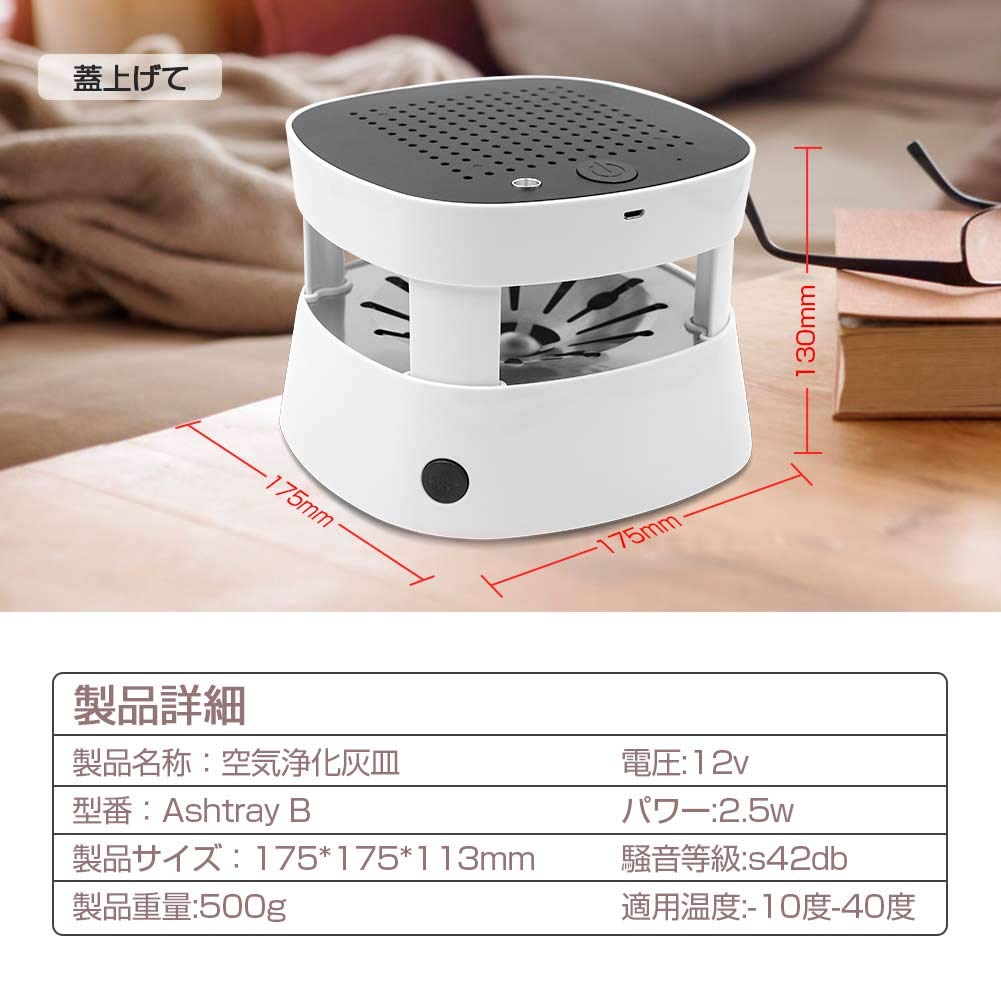 蓋上げて
130mm
175mm
175mm
製品詳細
製品名称：空気浄化灰皿
電圧:12v
型番：Ashtray B
パワー:2.5w
製品サイズ：175*175*113mm
騒音等級:s42db
製品重量:500g
適用温度:-10度-40度